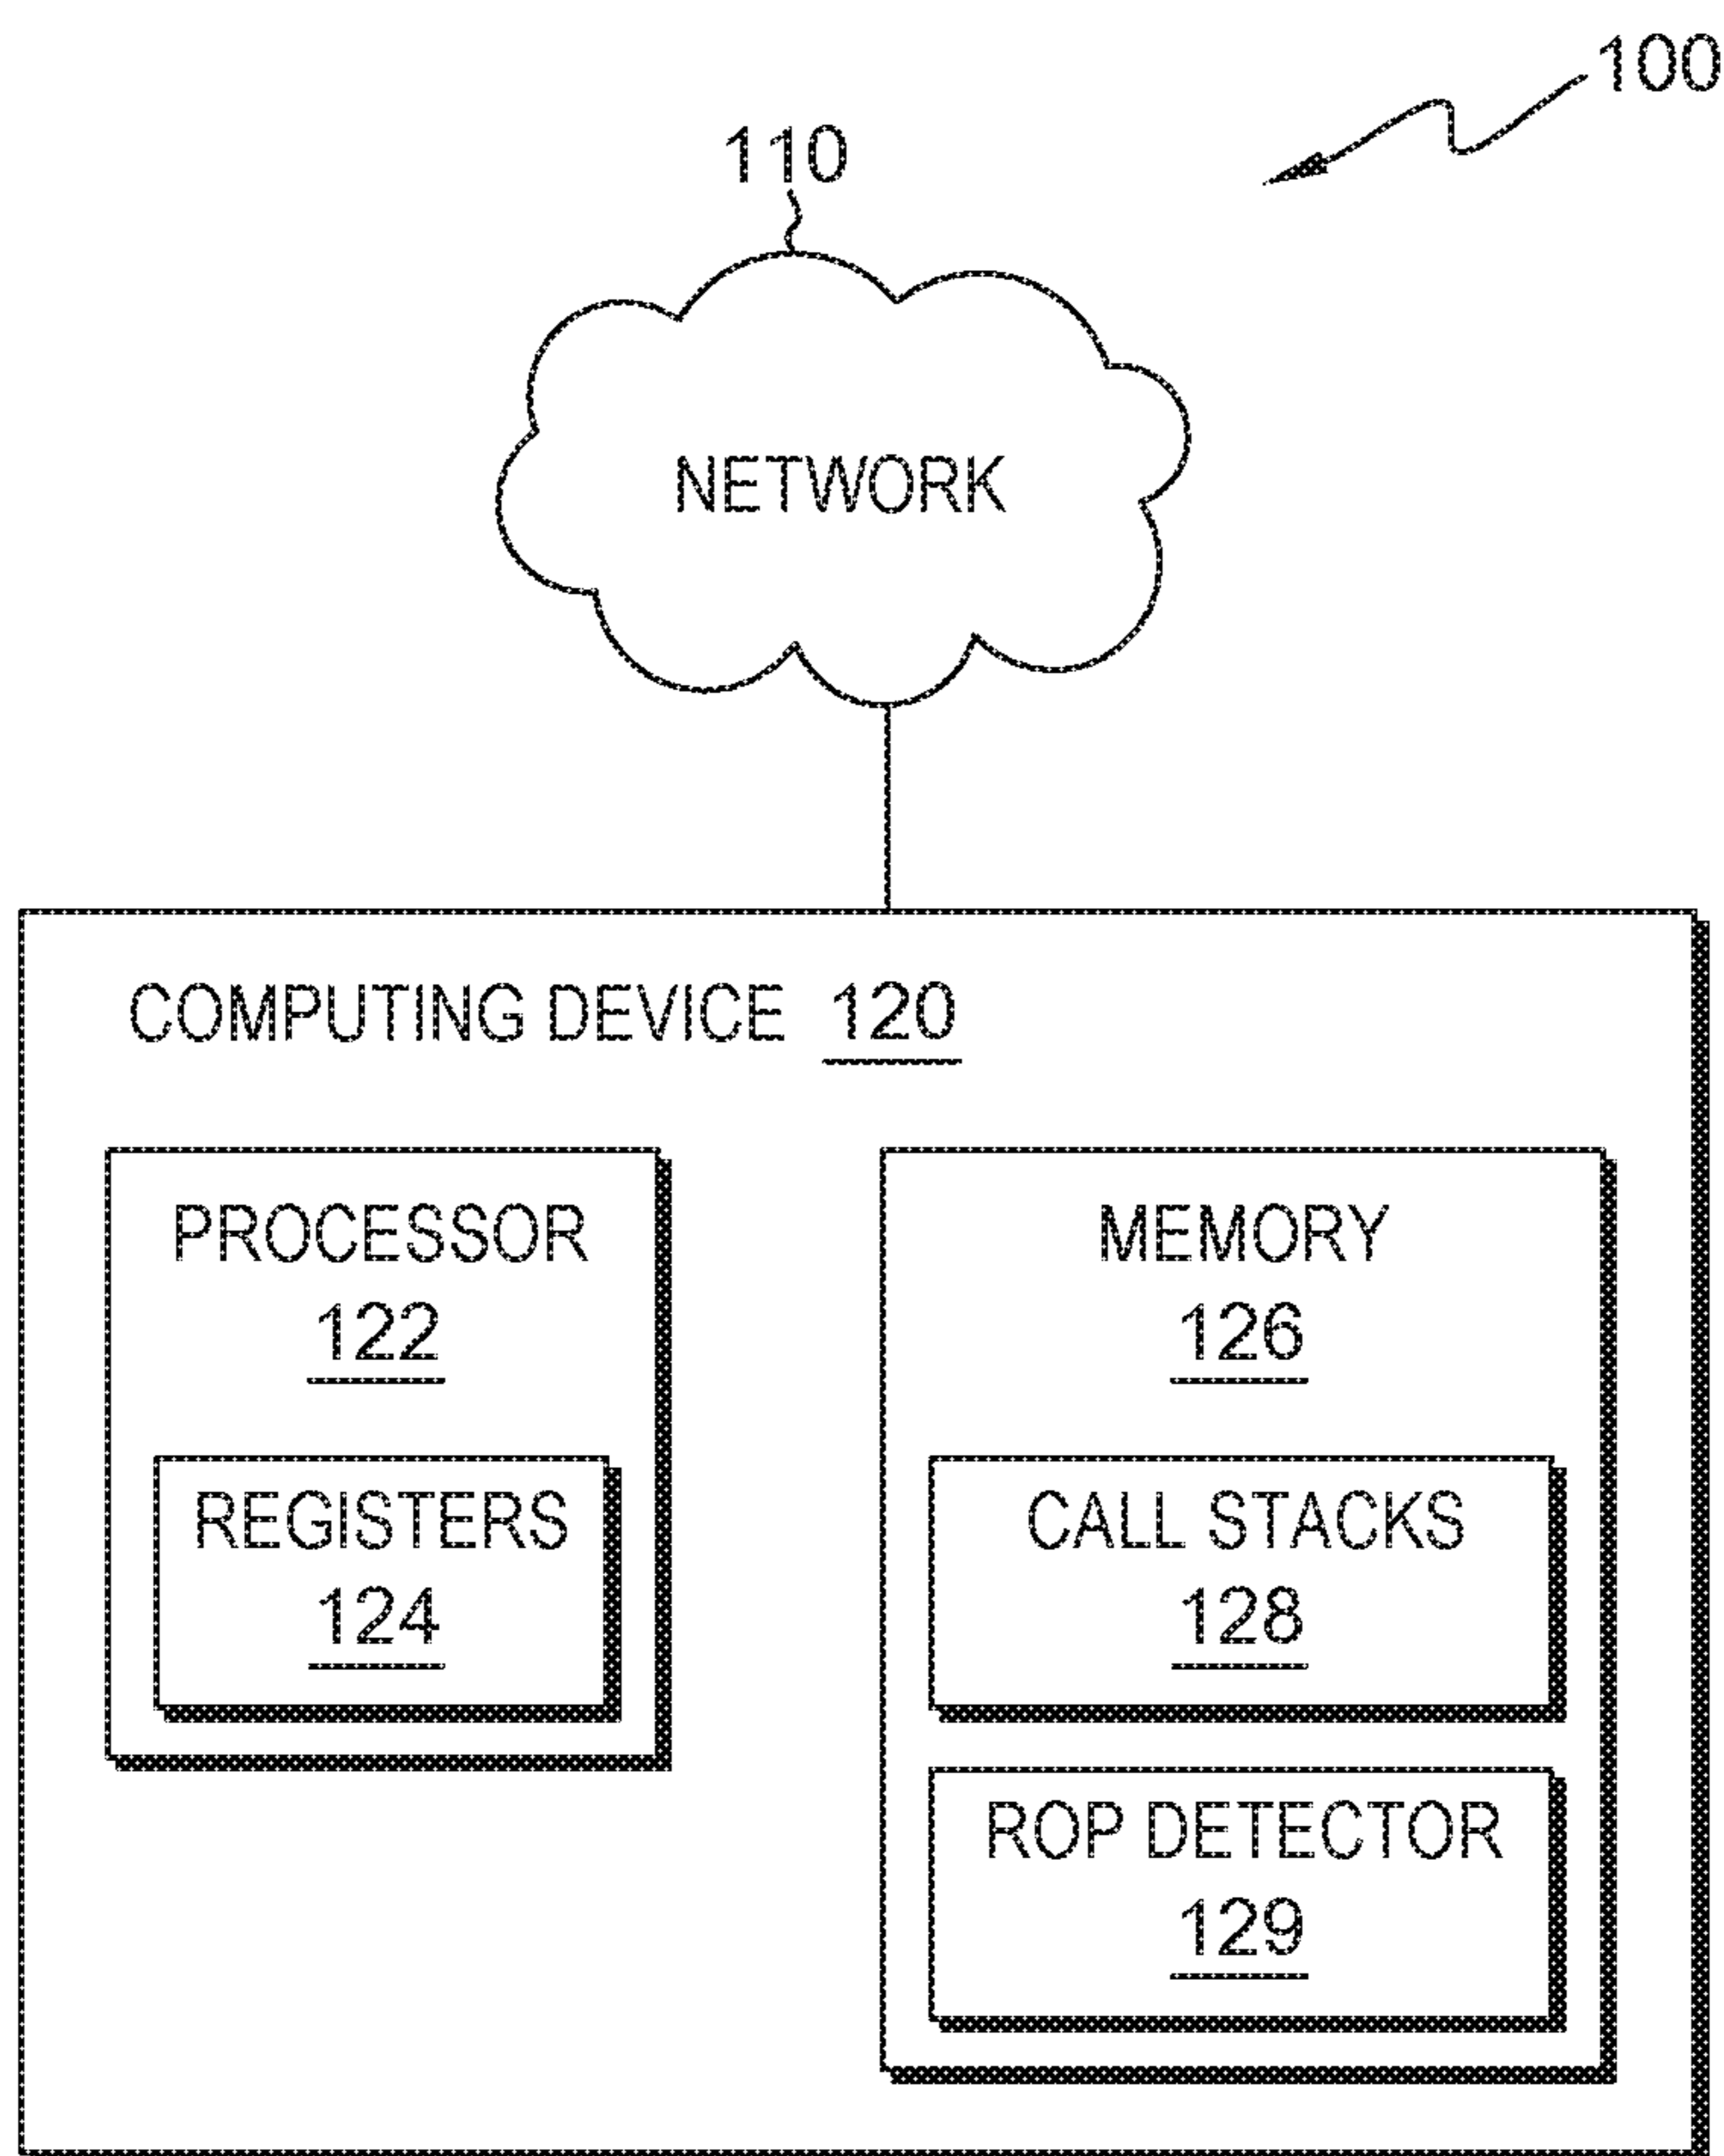 100
110
NETWORK
COMPUTING DEVICE 120
PROCESSOR
122
REGISTERS
124
MEMORY
126
CALL STACKS
128
ROP DETECTOR
129